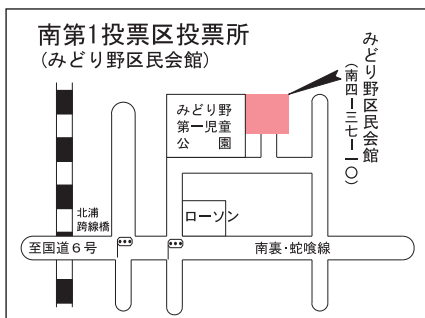 南第1投票区投票所
(みどり野区民会館)
みどり野区民会館
(南四ー三七ー一〇)
みどり野
第一児童
公園
北浦
跨線橋
ローソン
至国道6号
南裏・蛇喰線